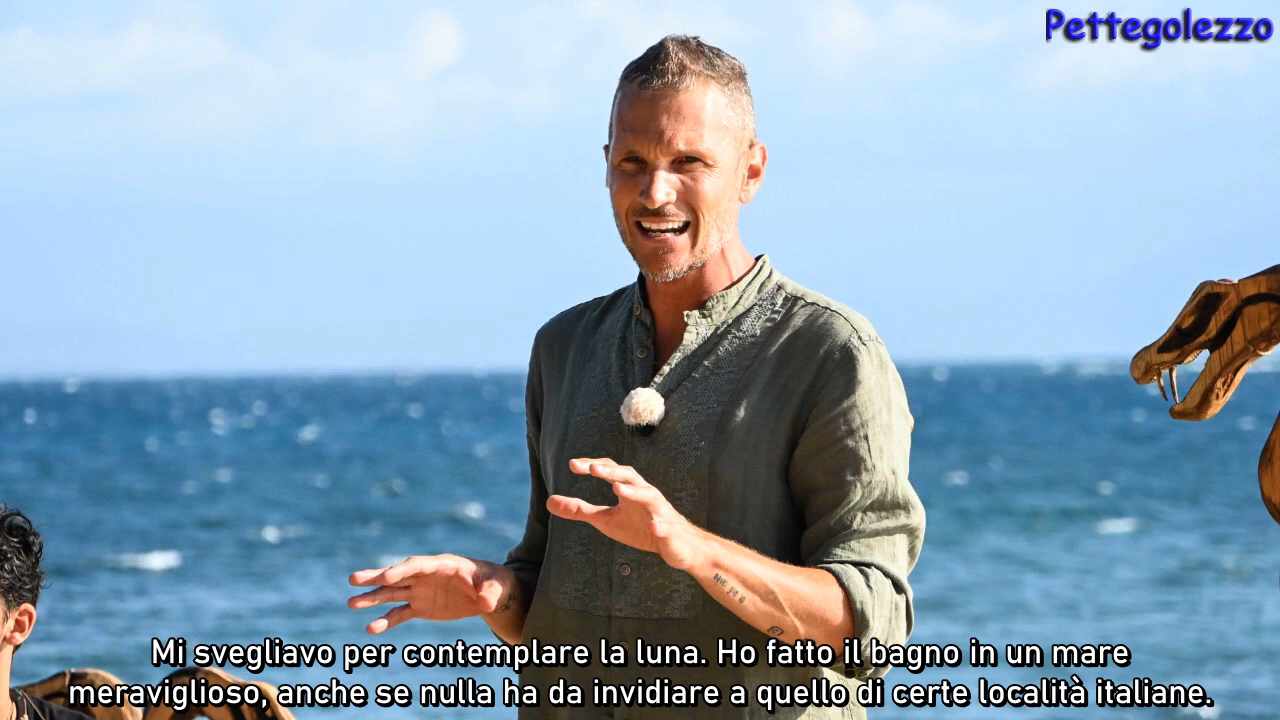 Pettegolezzo
Mi svegliavo per contemplare la luna. Ho fatto il bagno in un mare
meraviglioso, anche se nulla ha da invidiare a quello di certe località italiane.